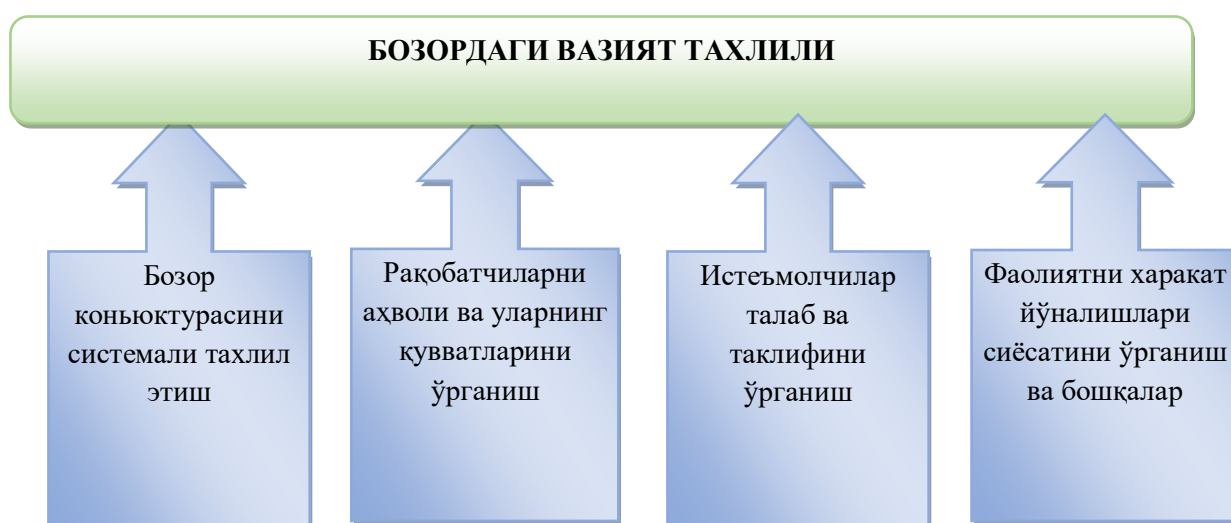 БОЗОРДАГИ ВАЗИЯТ ТАХЛИЛИ
Бозор
коньюктурасини
системали тахлил
этиш
Рақобатчиларни
аҳволи ва уларнинг
қувватларини
ўрганиш
Истеъмолчилар
талаб ва
таклифини
ўрганиш
Фаолиятни харакат
йўналишлари
сиёсатини ўрганиш
ва бошқалар